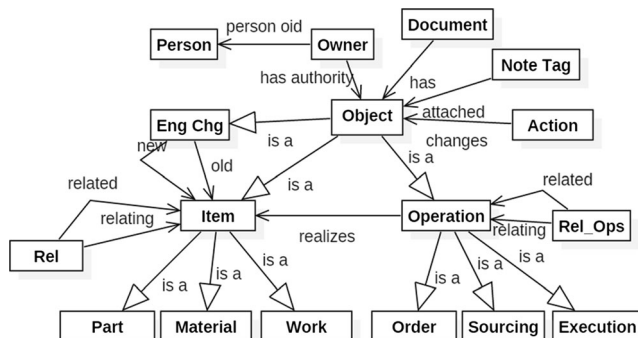 Document
Person
person oid
Owner
Note Tag
has authority
has
Eng Chg
Object
attached
Action
is a
changes
new
old
is a
is a
related
related
relating
Item
realizes
Operation
relating
Rel_Ops
Rel
is a
is a
is a
is a
is a
is a
Part
Material
Work
Order
Sourcing
Execution